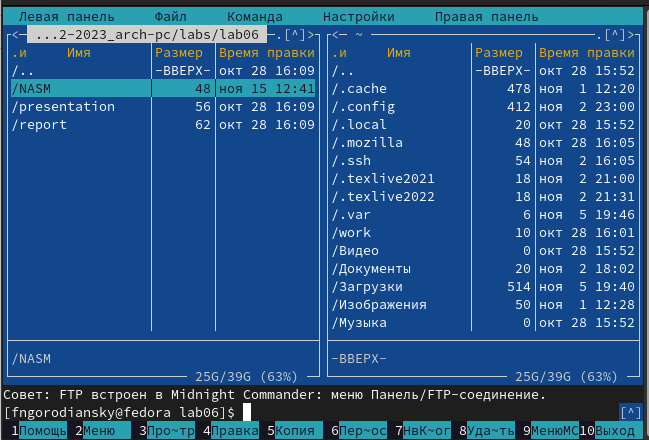 Левая панель Файл Команда Настройки Правая панель
<─ ...2-2023_arch-pc/labs/lab06 ─.[^]> <─ ~ ─.[^]>
.и Имя Размер Время правки .и Имя Размер Время правки
/.. -ВВЕРХ- окт 28 16:09 /.. -ВВЕРХ- окт 28 15:52
/NASM 48 ноя 15 12:41 /.cache 478 ноя 1 12:20
/presentation 56 окт 28 16:09 /.config 412 ноя 2 23:00
/report 62 окт 28 16:09 /.local 20 окт 28 15:52
/.mozilla 48 окт 28 16:05
/.ssh 54 ноя 2 16:46
/.texlive2021 18 ноя 2 21:00
/.texlive2022 18 ноя 2 21:31
/.var 6 ноя 5 19:46
/work 10 окт 28 16:01
/Видео 0 окт 28 15:52
/Документы 20 ноя 2 18:02
/Загрузки 514 ноя 5 19:40
/Изображения 50 ноя 1 12:28
/Музыка 0 окт 28 15:52
/NASM -ВВЕРХ-
25G/39G (63%) 25G/39G (63%)
Совет: FTP встроен в Midnight Commander: меню Панель/FTP-соединение.
[fngorodiansky@fedora lab06]$ [^]
1Помощь 2Меню 3Про~тр 4Правка 5Копия 6Пер~ос 7НвК~ог 8Уда~ть 9МенюМС 10Выход